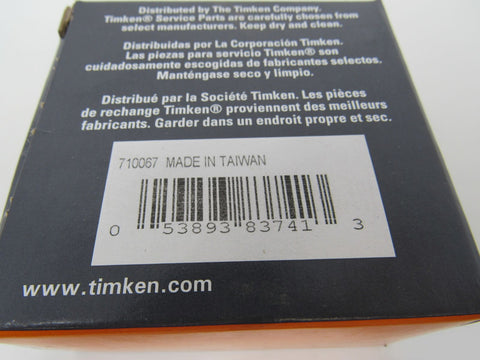 Distributed by The Timken Company.
Timken® Service Parts are carefully chosen from
select manufacturers. Keep dry and clean.
Distribuidas por La Corporación Timken.
Las piezas para servicio Timken® son
cuidadosamente escogidas de fabricantes selectos.
Manténgase seco y limpio.
Distribué par la Société Timken. Les pièces
de rechange Timken® proviennent des meilleurs
fabricants. Garder dans un endroit propre et sec.
710067 MADE IN TAIWAN
0 53893 83741 3
www.timken.com